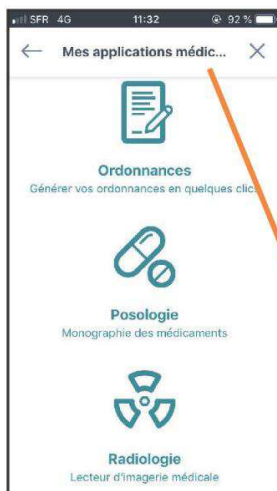 SFR 4G 11:32 92 %
Mes applications médic...
Ordonnances
Générer vos ordonnances en quelques clic
Posologie
Monographie des médicaments
Radiologie
Lecteur d'imagerie médicale